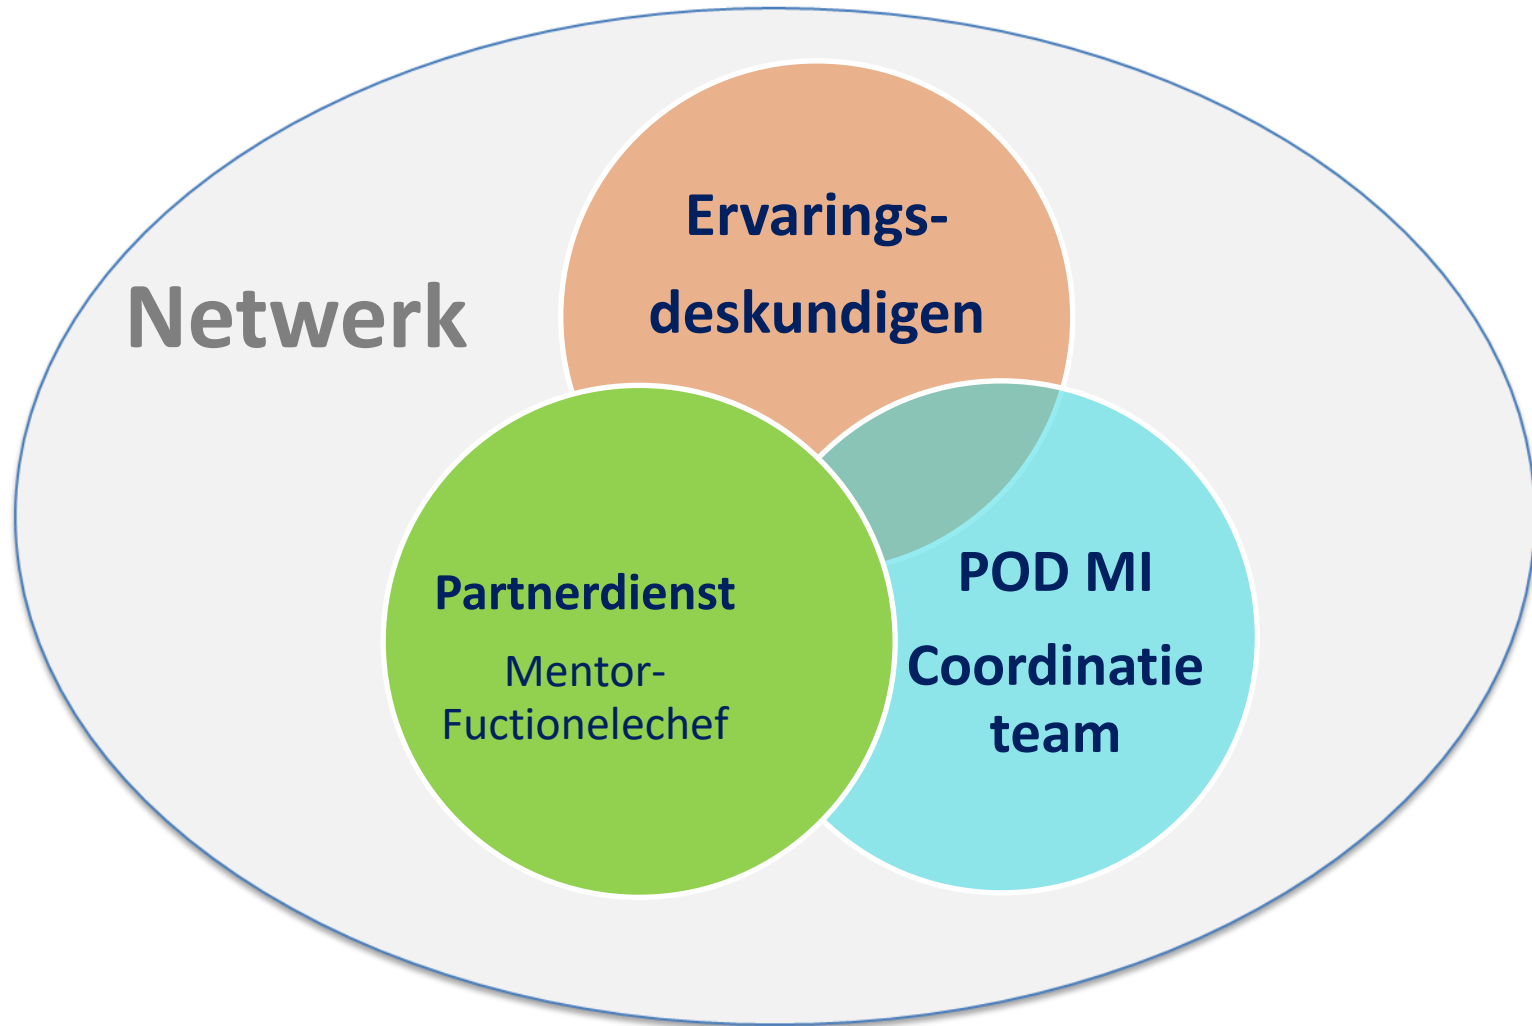 Ervarings-
deskundigen
Netwerk
Partnerdienst
Mentor-
Fuctionelechef
POD MI
Coordinatie
team